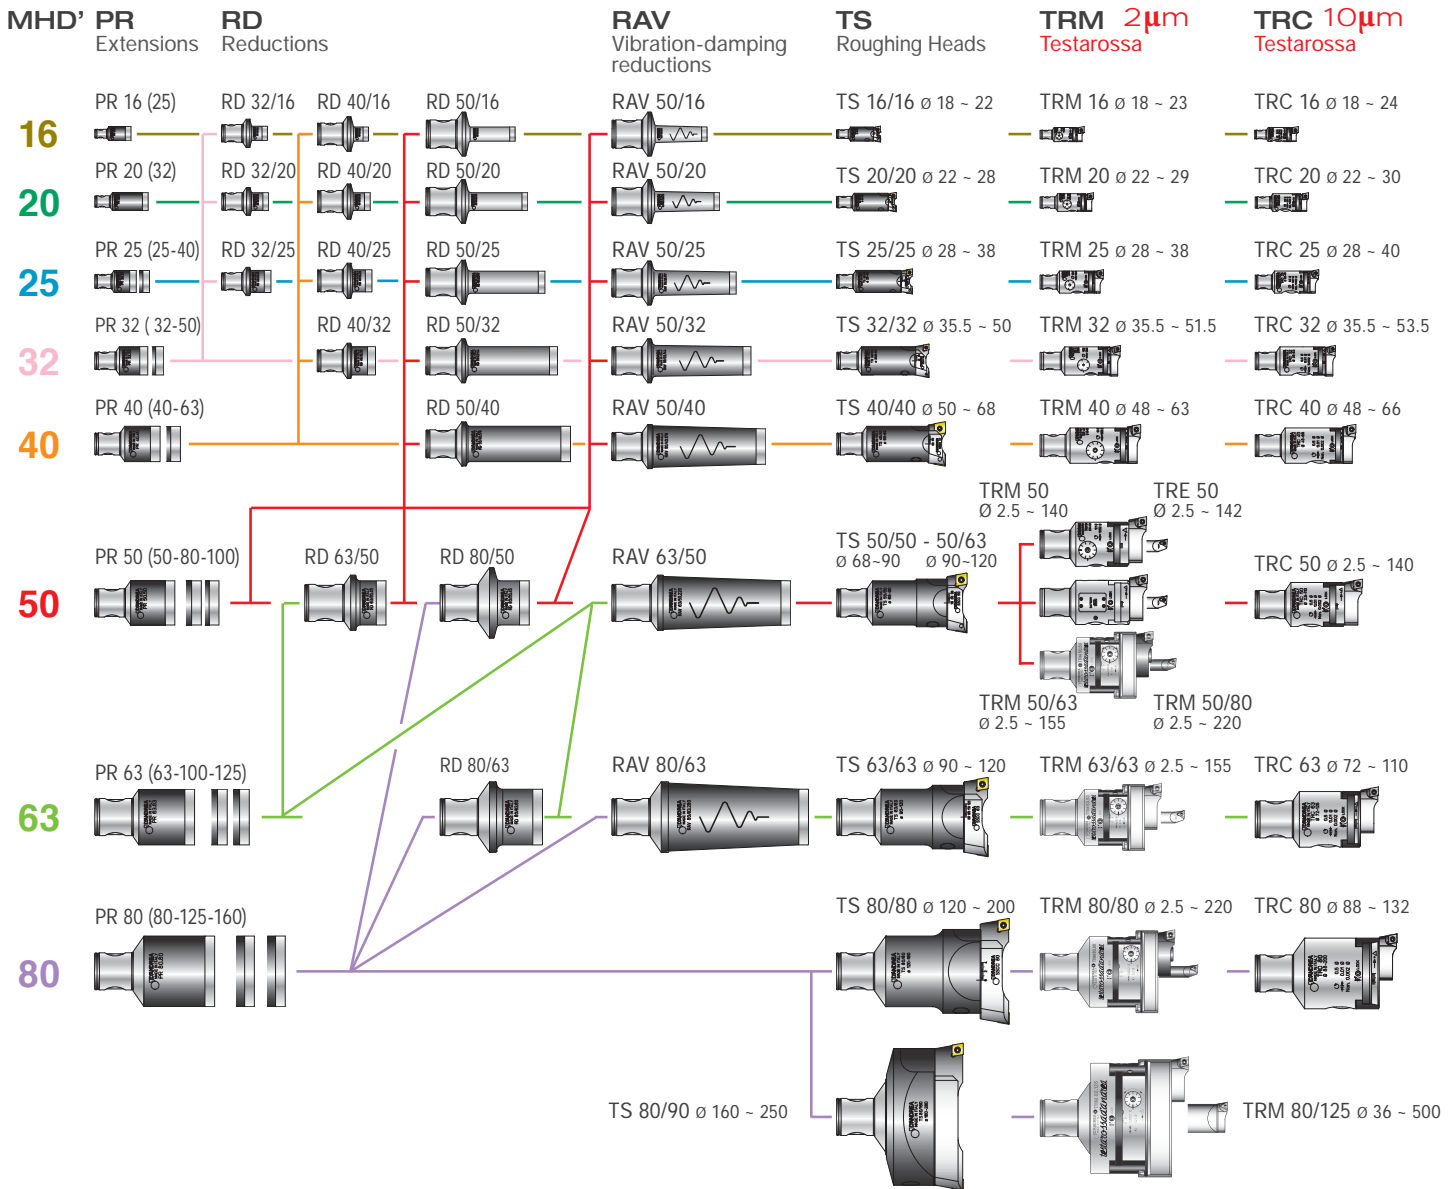 MHD' PR RD RAV TS TRM 2µm TRC 10µm
Extensions Reductions Vibration-damping Roughing Heads Testarossa Testarossa
reductions
PR 16 (25) RD 32/16 RD 40/16 RD 50/16 RAV 50/16 TS 16/16 Ø 18 ~ 22 TRM 16 Ø 18 ~ 23 TRC 16 Ø 18 ~ 24
16
PR 20 (32) RD 32/20 RD 40/20 RD 50/20 RAV 50/20 TS 20/20 Ø 22 ~ 28 TRM 20 Ø 22 ~ 29 TRC 20 Ø 22 ~ 30
20
PR 25 (25-40) RD 32/25 RD 40/25 RD 50/25 RAV 50/25 TS 25/25 Ø 28 ~ 38 TRM 25 Ø 28 ~ 38 TRC 25 Ø 28 ~ 40
25
PR 32 ( 32-50) RD 40/32 RD 50/32 RAV 50/32 TS 32/32 Ø 35.5 ~ 50 TRM 32 Ø 35.5 ~ 51.5 TRC 32 Ø 35.5 ~ 53.5
32
PR 40 (40-63) RD 50/40 RAV 50/40 TS 40/40 Ø 50 ~ 68 TRM 40 Ø 48 ~ 63 TRC 40 Ø 48 ~ 66
40
TRM 50 TRE 50
Ø 2.5 ~ 140 Ø 2.5 ~ 142
PR 50 (50-80-100) RD 63/50 RD 80/50 RAV 63/50 TS 50/50 - 50/63 TRC 50 Ø 2.5 ~ 140
Ø 68~90 Ø 90~120
50
TRM 50/63 TRM 50/80
Ø 2.5 ~ 155 Ø 2.5 ~ 220
PR 63 (63-100-125) RD 80/63 RAV 80/63 TS 63/63 Ø 90 ~ 120 TRM 63/63 Ø 2.5 ~ 155 TRC 63 Ø 72 ~ 110
63
PR 80 (80-125-160) TS 80/80 Ø 120 ~ 200 TRM 80/80 Ø 2.5 ~ 220 TRC 80 Ø 88 ~ 132
80
TS 80/90 Ø 160 ~ 250 TRM 80/125 Ø 36 ~ 500